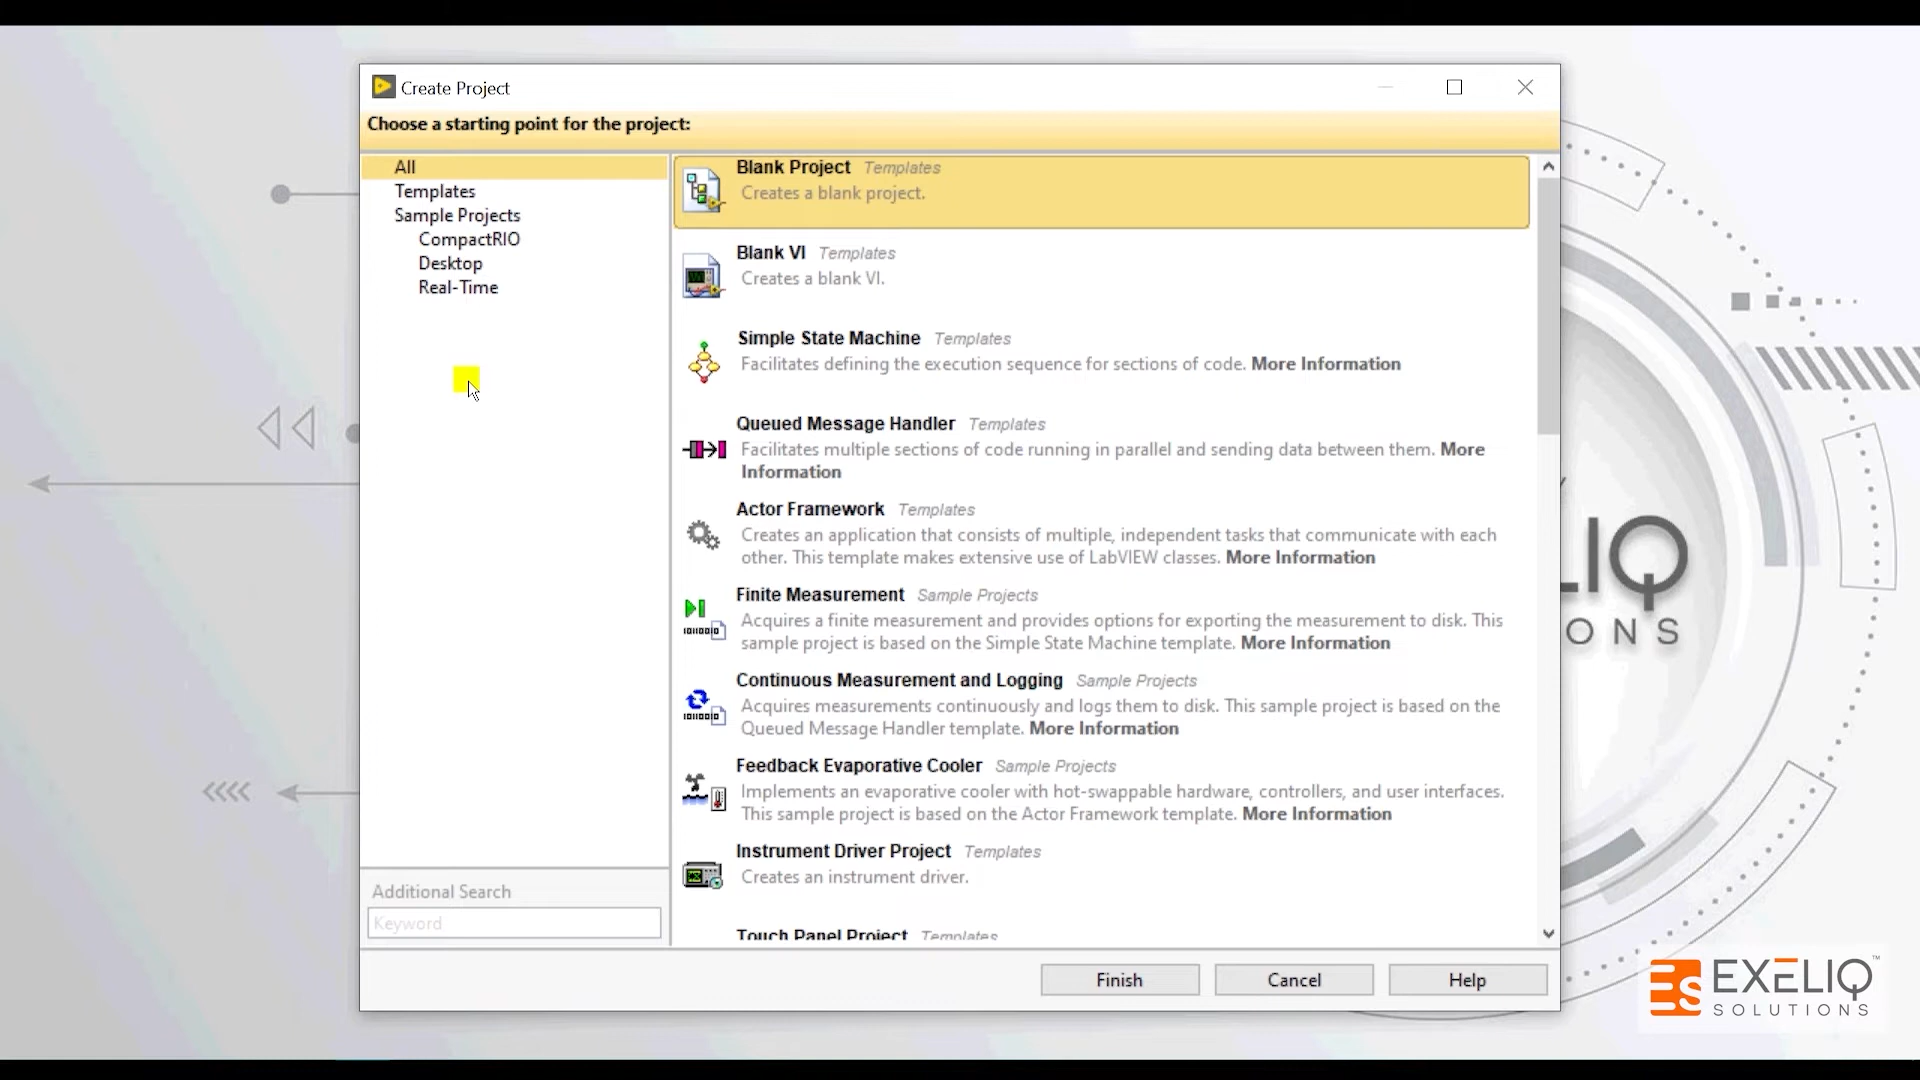 Create Project
Choose a starting point for the project:
All
Templates
Sample Projects
CompactRIO
Desktop
Real-Time
Additional Search
Keyword
Blank Project Templates
Creates a blank project.
Blank VI Templates
Creates a blank VI.
Simple State Machine Templates
Facilitates defining the execution sequence for sections of code. More Information
Queued Message Handler Templates
Facilitates multiple sections of code running in parallel and sending data between them. More
Information
Actor Framework Templates
Creates an application that consists of multiple, independent tasks that communicate with each
other. This template makes extensive use of LabVIEW classes. More Information
Finite Measurement Sample Projects
Acquires a finite measurement and provides options for exporting the measurement to disk. This
sample project is based on the Simple State Machine template. More Information
Continuous Measurement and Logging Sample Projects
Acquires measurements continuously and logs them to disk. This sample project is based on the
Queued Message Handler template. More Information
Feedback Evaporative Cooler Sample Projects
Implements an evaporative cooler with hot-swappable hardware, controllers, and user interfaces.
This sample project is based on the Actor Framework template. More Information
Instrument Driver Project Templates
Creates an instrument driver.
Touch Panel Project Templates
Finish
Cancel
Help
LIQ
ONS
EXELIQ™
SOLUTIONS